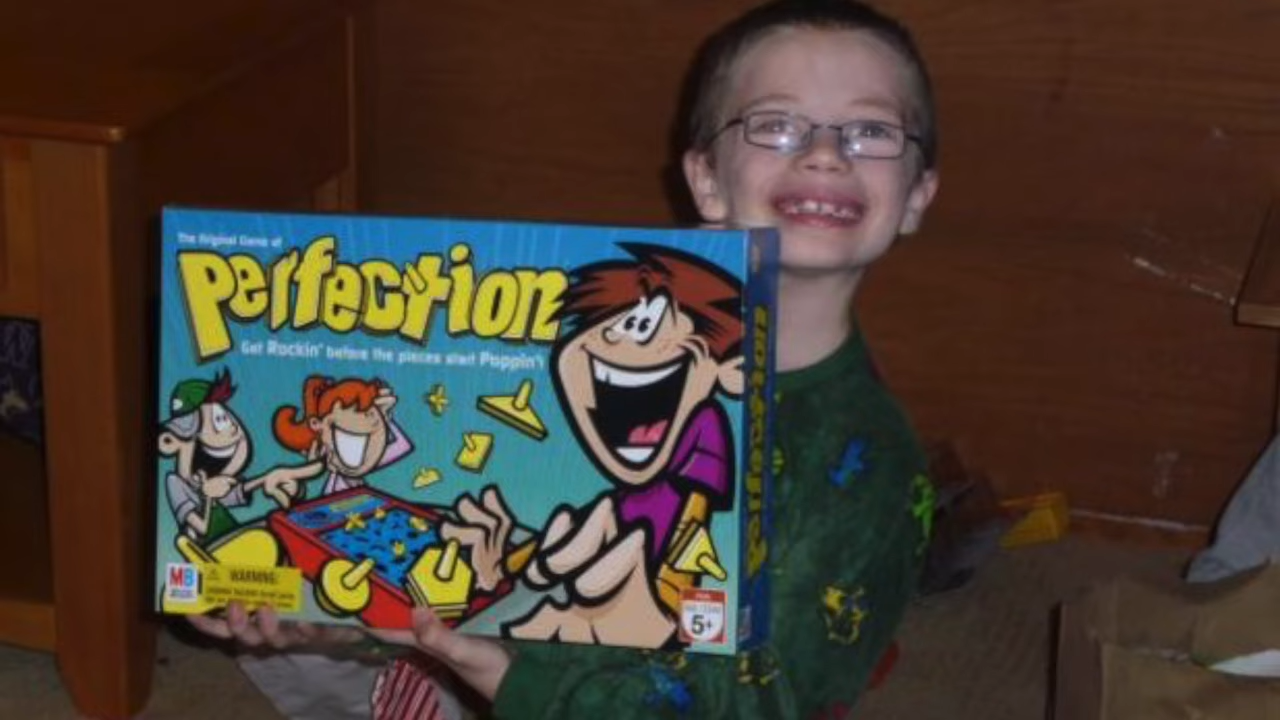 The Original Game of
Perfection
Get Rockin' before the pieces start Poppin'!
Perfection
MB
WARNING:
5+